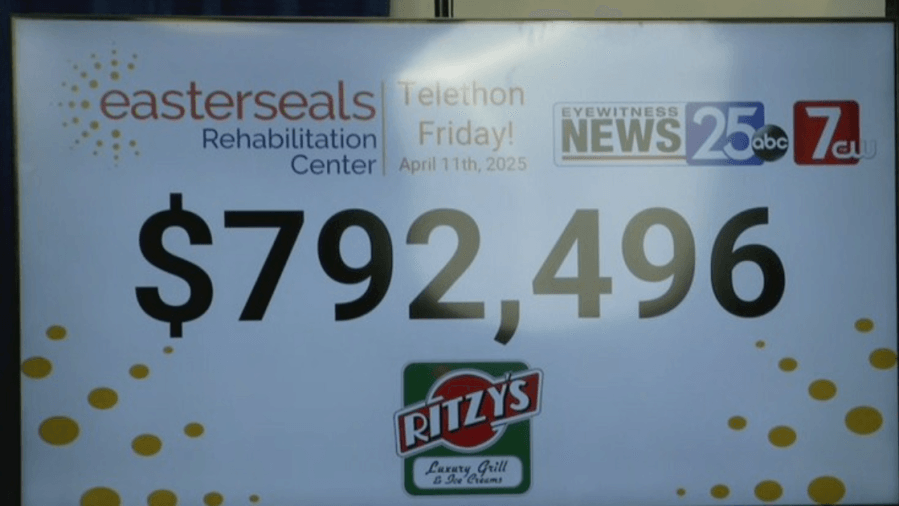 easterseals
Rehabilitation
Center
Telethon
Friday!
April 11th, 2025
EYEWITNESS
NEWS 25 abc
7 CW
$792,496
RITZY'S
Luxury Grill
& Ice Creams